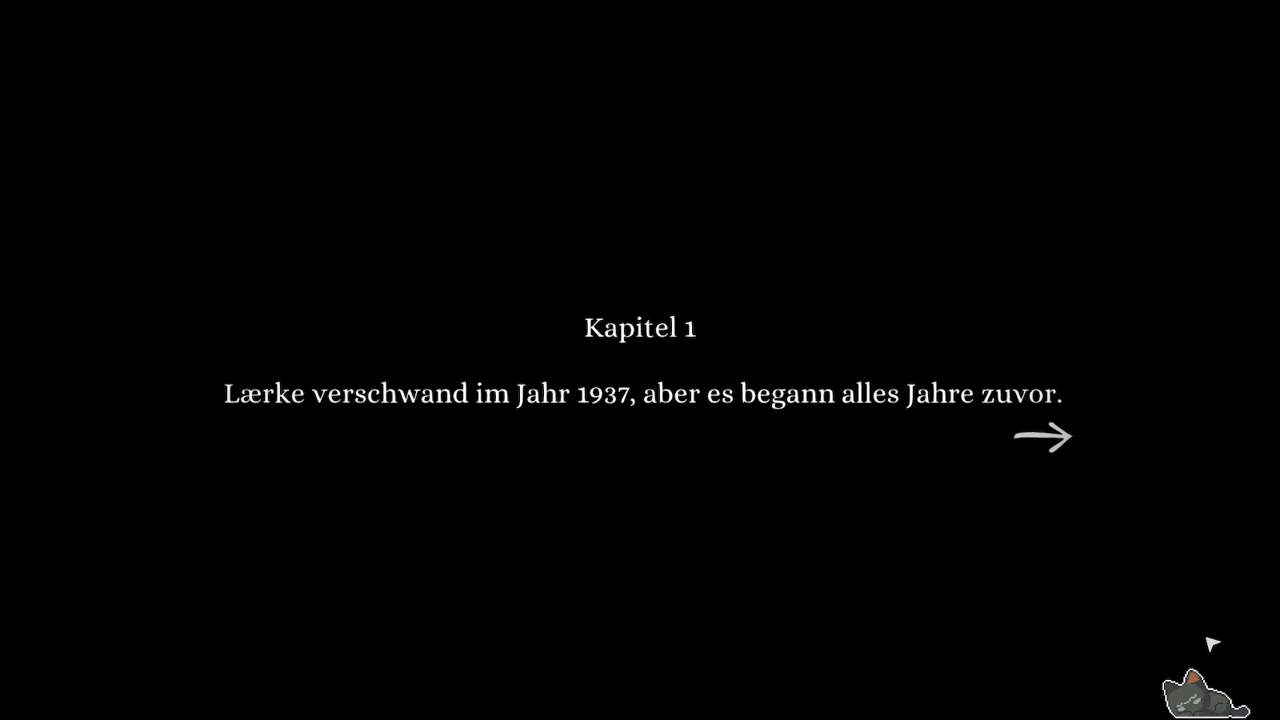 Kapitel 1
Lærke verschwand im Jahr 1937, aber es begann alles Jahre zuvor.